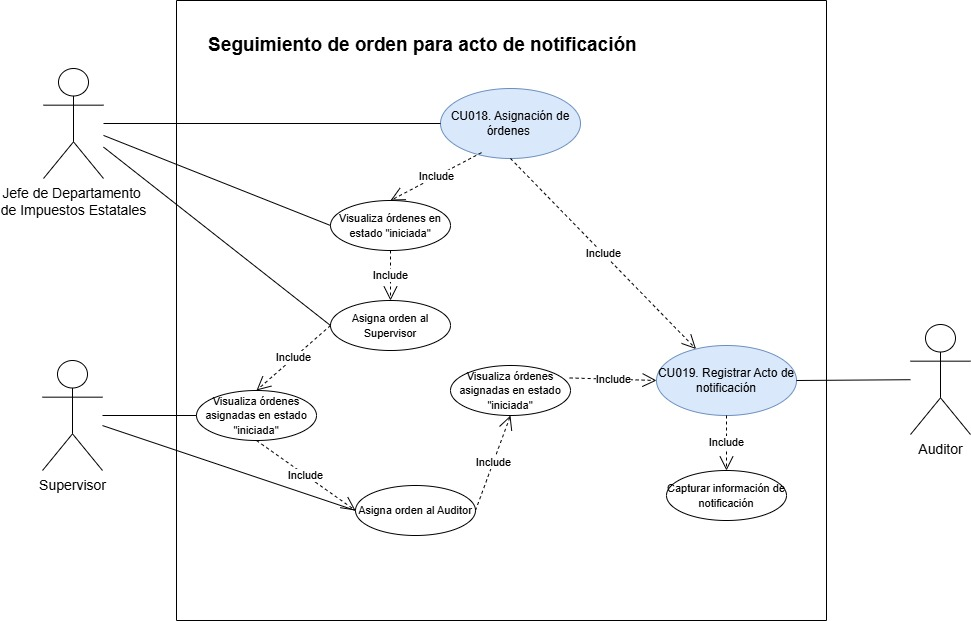 Seguimiento de orden para acto de notificación
CU018. Asignación de
órdenes
Include
Jefe de Departamento
de Impuestos Estatales
Visualiza órdenes en
estado "iniciada"
Include
Include
Asigna orden al
Supervisor
Include
Visualiza órdenes
asignadas en estado
"iniciada"
Visualiza órdenes
asignadas en estado
"iniciada"
Include
CU019. Registrar Acto de
notificación
Include
Auditor
Include
Include
Supervisor
Capturar información de
notificación
Asigna orden al Auditor